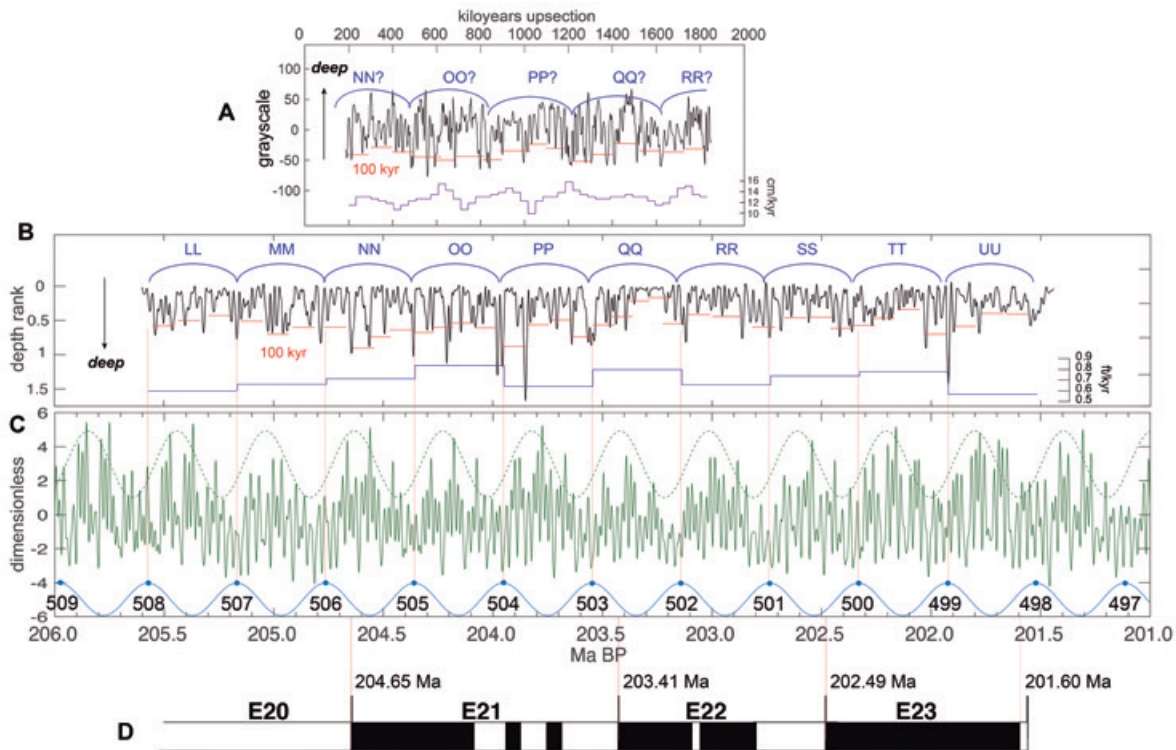 kiloyears upsection
0 200 400 600 800 1000 1200 1400 1600 1800 2000
A
grayscale
100
50
0
-50
-100
deep
NN? OO? PP? QQ? RR?
100 kyr
16
14
12
10
cm/kyr
B
LL MM NN OO PP QQ RR SS TT UU
depth rank
0
0.5
1
1.5
deep
100 kyr
0.9
0.8
0.7
0.6
0.5
ft/kyr
C
dimensionless
6
4
2
0
-2
-4
-6
509 508 507 506 505 504 503 502 501 500 499 498 497
206.0 205.5 205.0 204.5 204.0 203.5 203.0 202.5 202.0 201.5 201.0
Ma BP
204.65 Ma 203.41 Ma 202.49 Ma 201.60 Ma
E20 E21 E22 E23
D